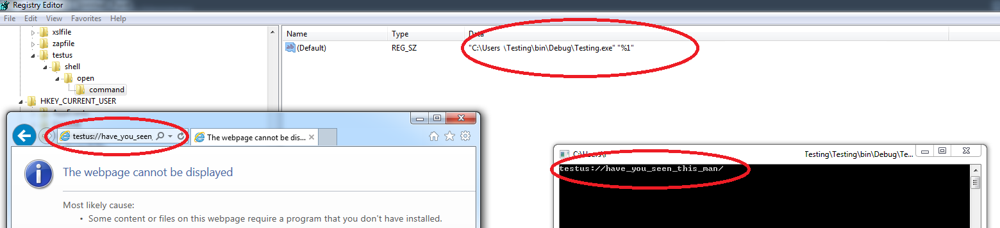 Registry Editor
File Edit View Favorites Help
xslfile
zapfile
testus
shell
open
command
HKEY_CURRENT_USER
Name Type Data
(Default) REG_SZ "C:\Users \Testing\bin\Debug\Testing.exe" "%1"
testus://have_you_seen_
The webpage cannot be dis...
The webpage cannot be displayed
Most likely cause:
• Some content or files on this webpage require a program that you don't have installed.
Testing\Testing\bin\Debug\Te...
testus://have_you_seen_this_man/